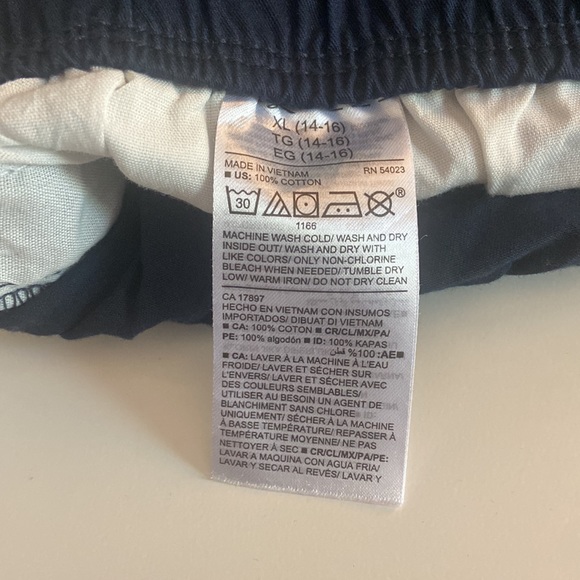 XL (14-16)
TG (14-16)
EG (14-16)
MADE IN VIETNAM RN 54023
■ US: 100% COTTON
30 ®
1166
MACHINE WASH COLD/ WASH AND DRY
INSIDE OUT/ WASH AND DRY WITH
LIKE COLORS/ ONLY NON-CHLORINE
BLEACH WHEN NEEDED/ TUMBLE DRY
LOW/ WARM IRON/ DO NOT DRY CLEAN
CA 17897
HECHO EN VIETNAM CON INSUMOS
IMPORTADOS/ DIBUAT DI VIETNAM
■ CA: 100% COTON ■ CR/CL/MX/PA/
PE: 100% algodón ■ ID: 100% KAPAS
■ AE: 100% قطن
■ CA: LAVER À LA MACHINE À L'EAU
FROIDE/ LAVER ET SÉCHER SUR
L'ENVERS/ LAVER ET SÉCHER AVEC
DES COULEURS SEMBLABLES/
UTILISER AU BESOIN UN AGENT DE
BLANCHIMENT SANS CHLORE
UNIQUEMENT/ SÉCHER À LA MACHINE
À BASSE TEMPÉRATURE/ REPASSER À
TEMPÉRATURE MOYENNE/ NE PAS
NETTOYER À SEC ■ CR/CL/MX/PA/PE:
LAVAR A MAQUINA CON AGUA FRIA/
LAVAR Y SECAR AL REVÉS/ LAVAR Y